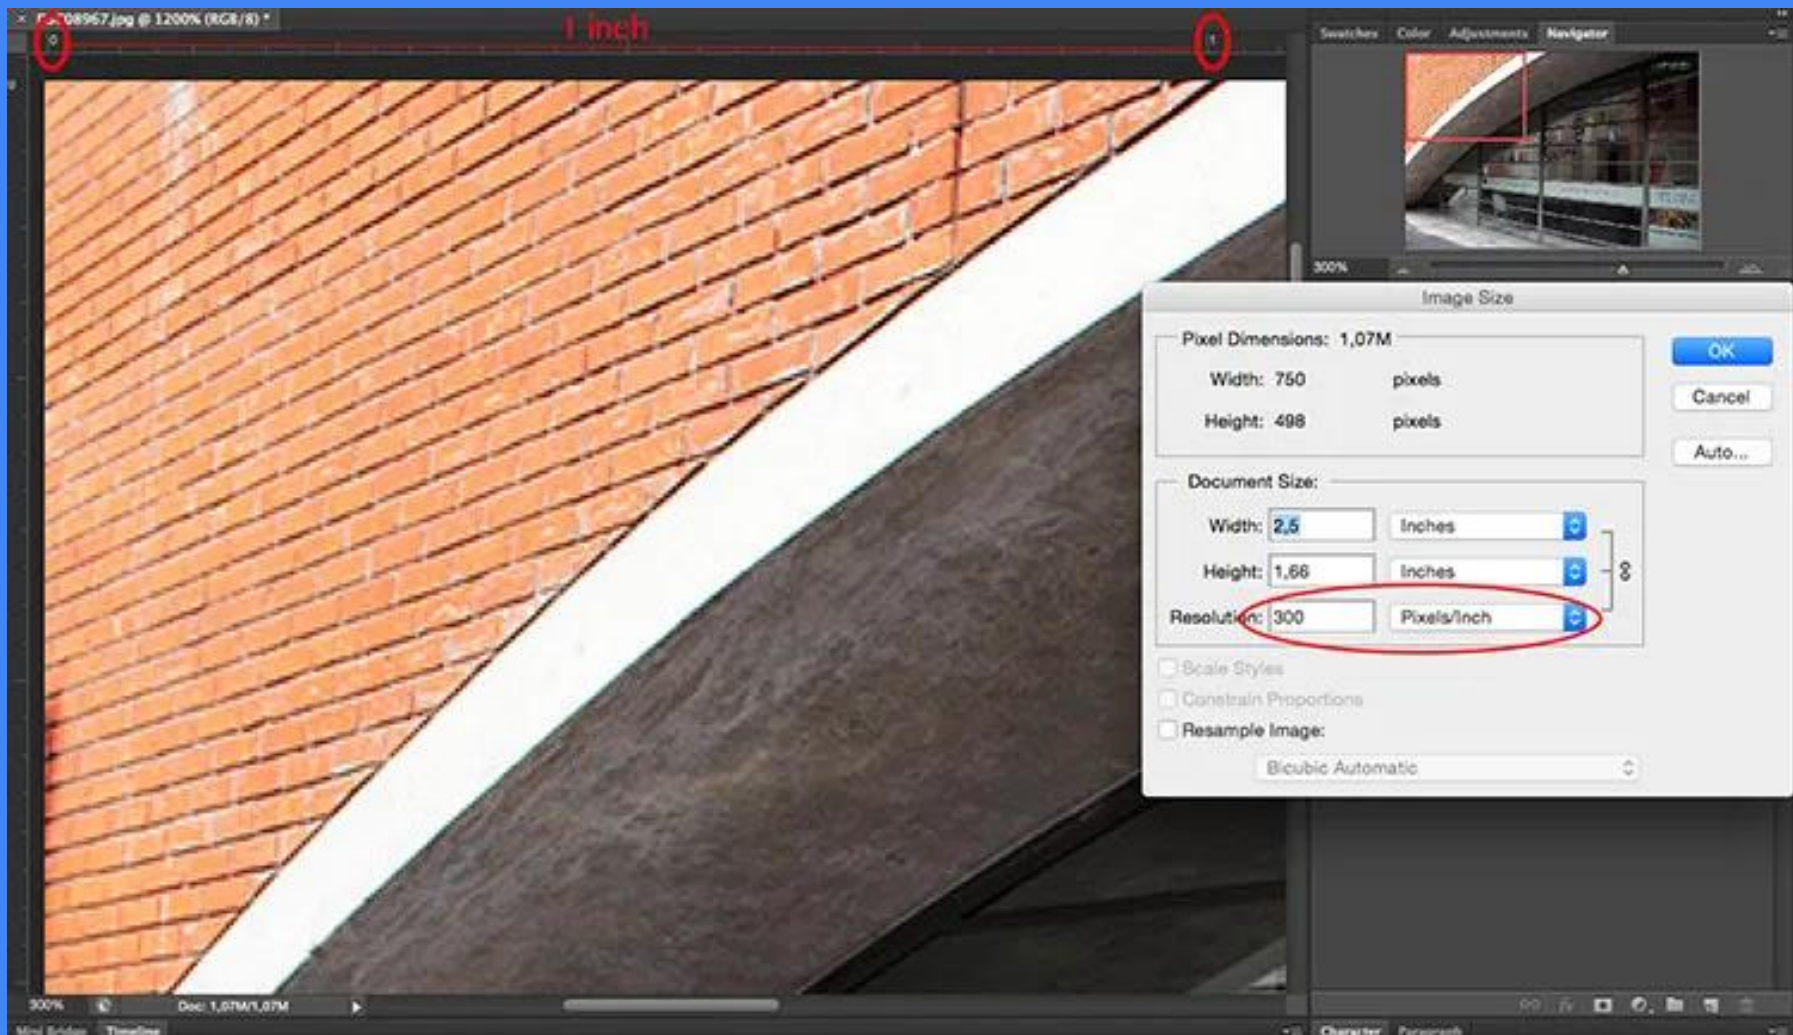 08967.jpg @ 1200% (RGB/8) *
1 inch
0
1
Swatches Color Adjustments Navigator
300%
Image Size
Pixel Dimensions: 1,07M
Width: 750 pixels
Height: 498 pixels
OK
Cancel
Auto...
Document Size:
Width: 2,5 Inches
Height: 1,66 Inches
Resolution: 300 Pixels/Inch
Scale Styles
Constrain Proportions
Resample Image:
Bicubic Automatic
300% Doc: 1,07M/1,07M
Mini Bridge Timeline
Character Paragraph